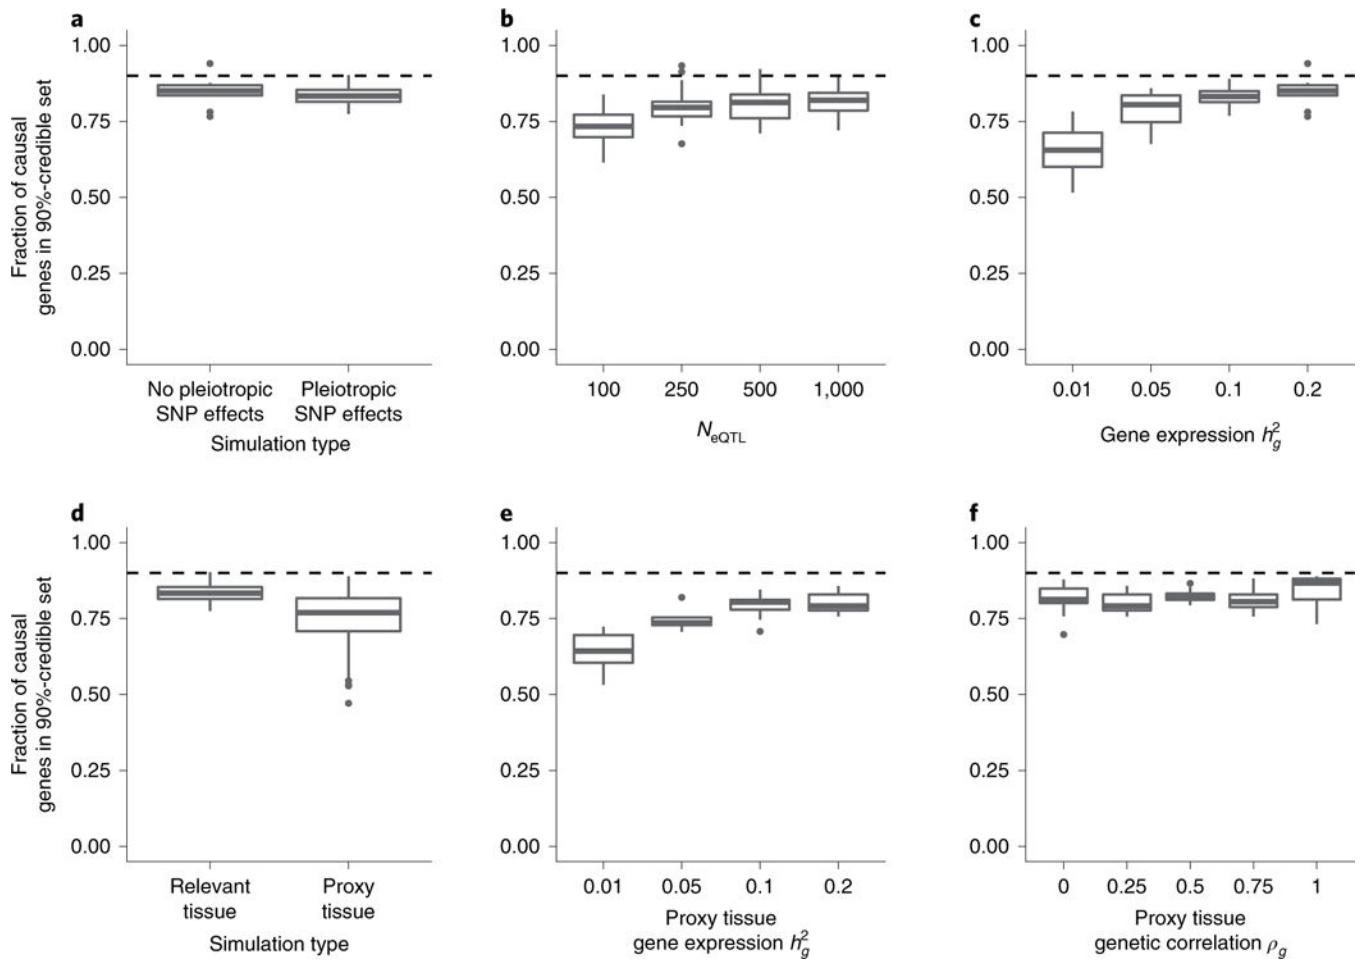 a
Fraction of causal
genes in 90%-credible set
1.00
0.75
0.50
0.25
0.00
No pleiotropic
SNP effects
Pleiotropic
SNP effects
Simulation type
b
1.00
0.75
0.50
0.25
0.00
100
250
500
1,000
N_eQTL
c
1.00
0.75
0.50
0.25
0.00
0.01
0.05
0.1
0.2
Gene expression h²_g
d
Fraction of causal
genes in 90%-credible set
1.00
0.75
0.50
0.25
0.00
Relevant
tissue
Proxy
tissue
Simulation type
e
1.00
0.75
0.50
0.25
0.00
0.01
0.05
0.1
0.2
Proxy tissue
gene expression h²_g
f
1.00
0.75
0.50
0.25
0.00
0
0.25
0.5
0.75
1
Proxy tissue
genetic correlation ρ_g